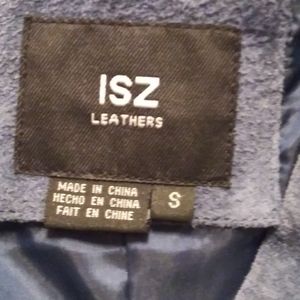 ISZ
LEATHERS
MADE IN CHINA
HECHO EN CHINA
FAIT EN CHINE
S